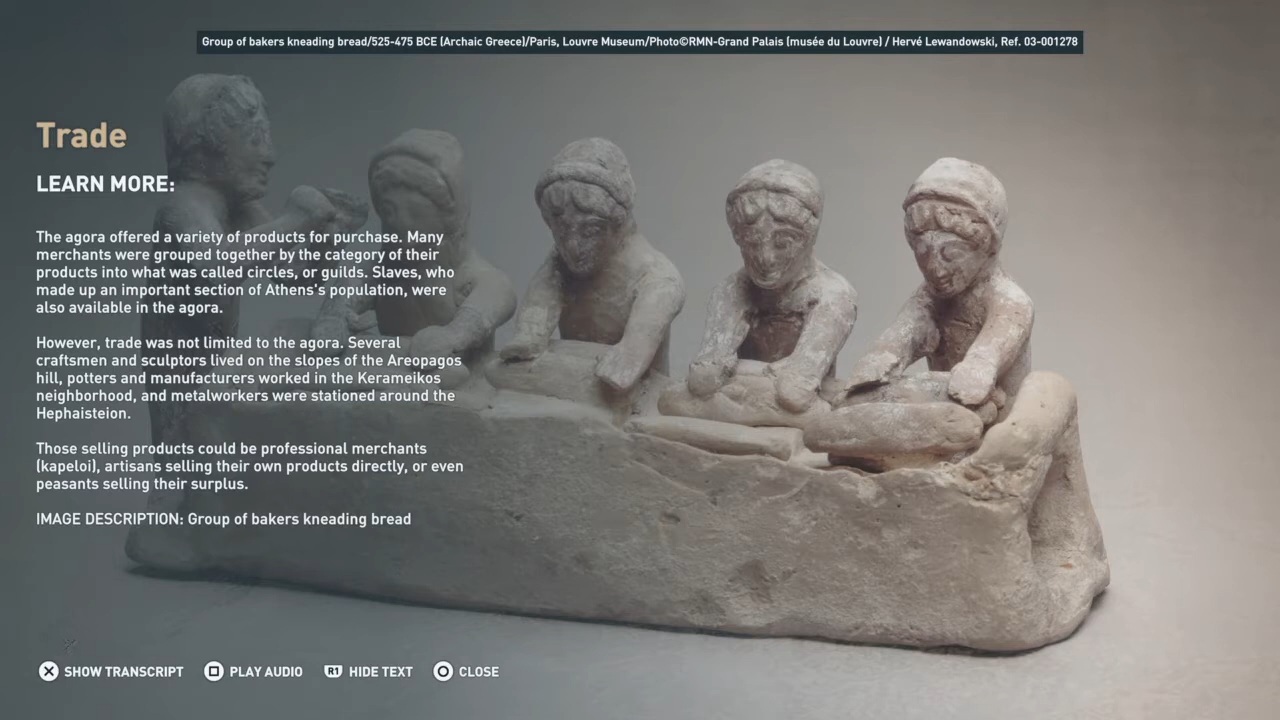 Group of bakers kneading bread/525-475 BCE (Archaic Greece)/Paris, Louvre Museum/Photo©RMN-Grand Palais (musée du Louvre) / Hervé Lewandowski, Ref. 03-001278
Trade
LEARN MORE:
The agora offered a variety of products for purchase. Many
merchants were grouped together by the category of their
products into what was called circles, or guilds. Slaves, who
made up an important section of Athens's population, were
also available in the agora.
However, trade was not limited to the agora. Several
craftsmen and sculptors lived on the slopes of the Areopagos
hill, potters and manufacturers worked in the Kerameikos
neighborhood, and metalworkers were stationed around the
Hephaisteion.
Those selling products could be professional merchants
(kapeloi), artisans selling their own products directly, or even
peasants selling their surplus.
IMAGE DESCRIPTION: Group of bakers kneading bread
SHOW TRANSCRIPT PLAY AUDIO R1 HIDE TEXT CLOSE